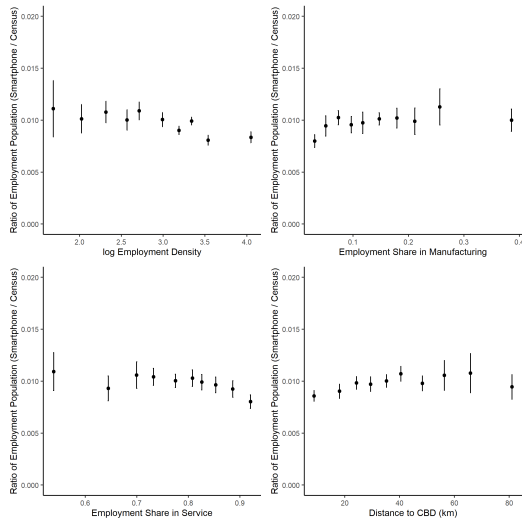 Ratio of Employment Population (Smartphone / Census)
0.020
0.015
0.010
0.005
0.000
2.0 2.5 3.0 3.5 4.0
log Employment Density
Ratio of Employment Population (Smartphone / Census)
0.020
0.015
0.010
0.005
0.000
0.1 0.2 0.3 0.4
Employment Share in Manufacturing
Ratio of Employment Population (Smartphone / Census)
0.020
0.015
0.010
0.005
0.000
0.6 0.7 0.8 0.9
Employment Share in Service
Ratio of Employment Population (Smartphone / Census)
0.020
0.015
0.010
0.005
0.000
20 40 60 80
Distance to CBD (km)